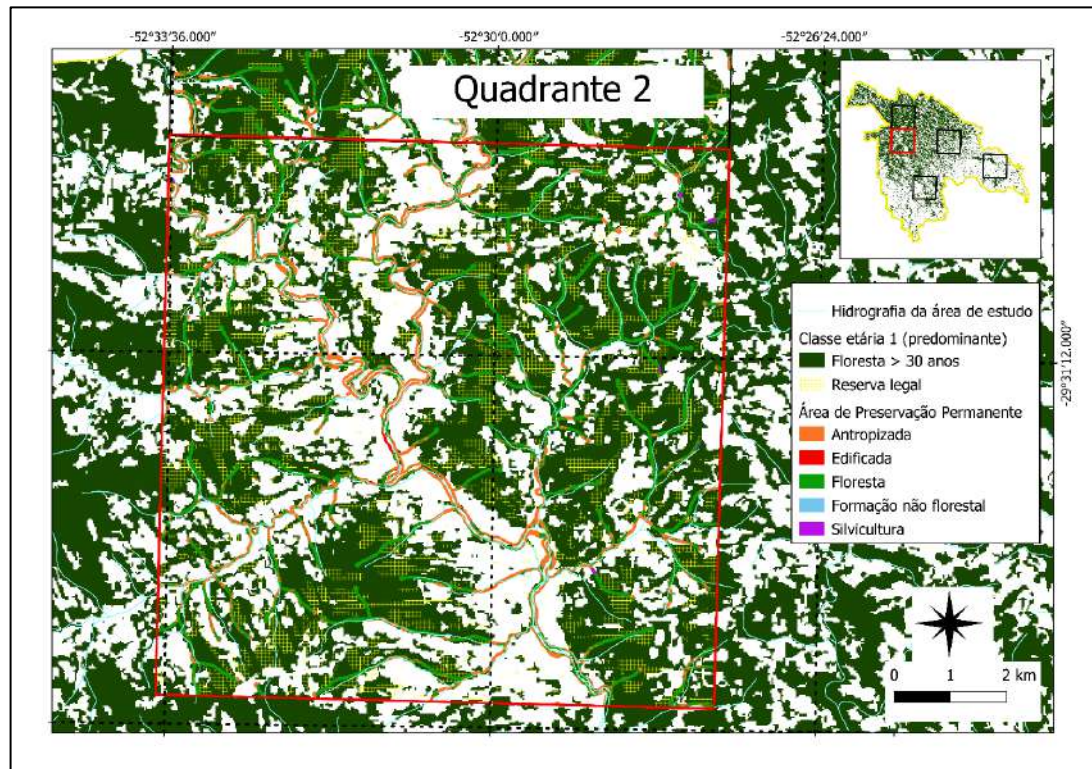 -52°33'36.000"
-52°30'0.000"
-52°26'24.000"
Quadrante 2
-29°31'12.000"
Hidrografia da área de estudo
Classe etária 1 (predominante)
Floresta > 30 anos
Reserva legal
Área de Preservação Permanente
Antropizada
Edificada
Floresta
Formação não florestal
Silvicultura
0 1 2 km